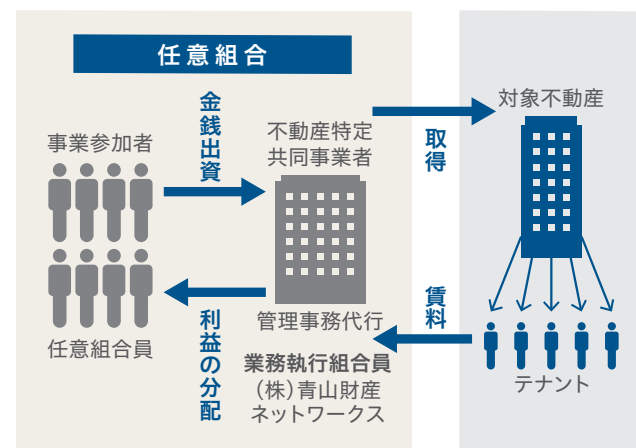 任意組合
事業参加者
金銭出資
不動産特定
共同事業者
取得
対象不動産
任意組合員
利益の分配
管理事務代行
業務執行組合員
(株)青山財産
ネットワークス
賃料
テナント